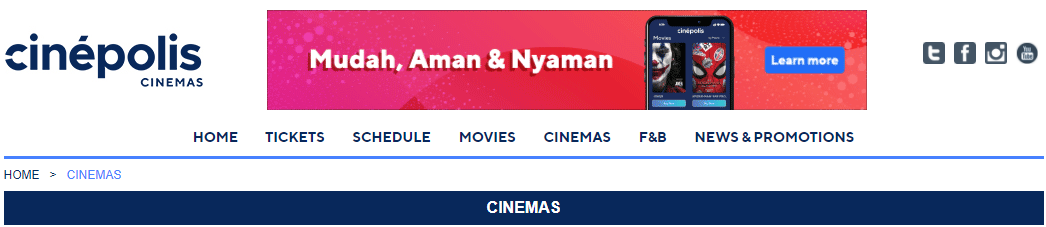 cinépolis
CINEMAS
Mudah, Aman & Nyaman
cinépolis
Movies
Learn more
HOME TICKETS SCHEDULE MOVIES CINEMAS F&B NEWS & PROMOTIONS
HOME > CINEMAS
CINEMAS